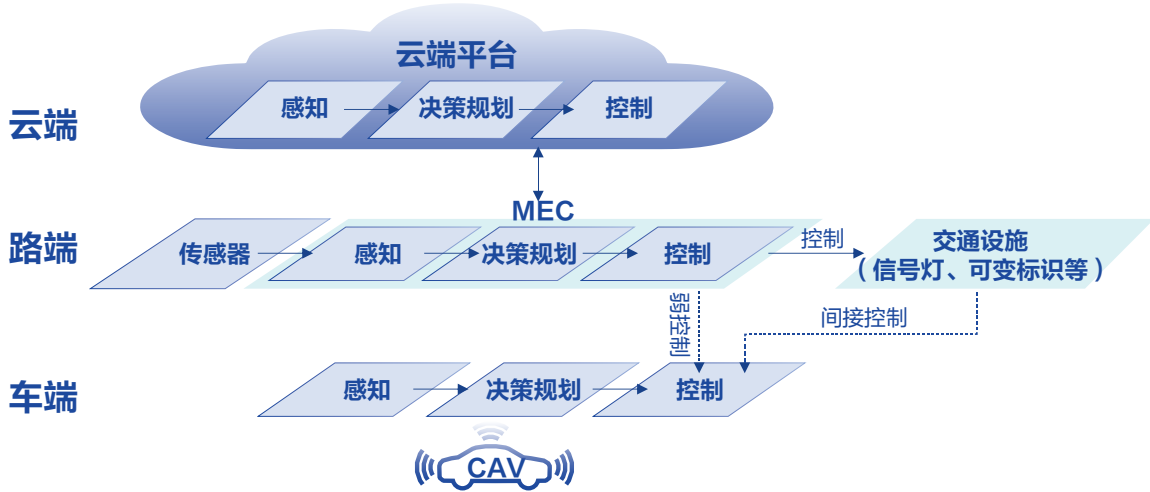 云端平台
云端
感知
决策规划
控制
MEC
路端
传感器
感知
决策规划
控制
控制
交通设施
（信号灯、可变标识等）
弱控制
间接控制
车端
感知
决策规划
控制
CAV